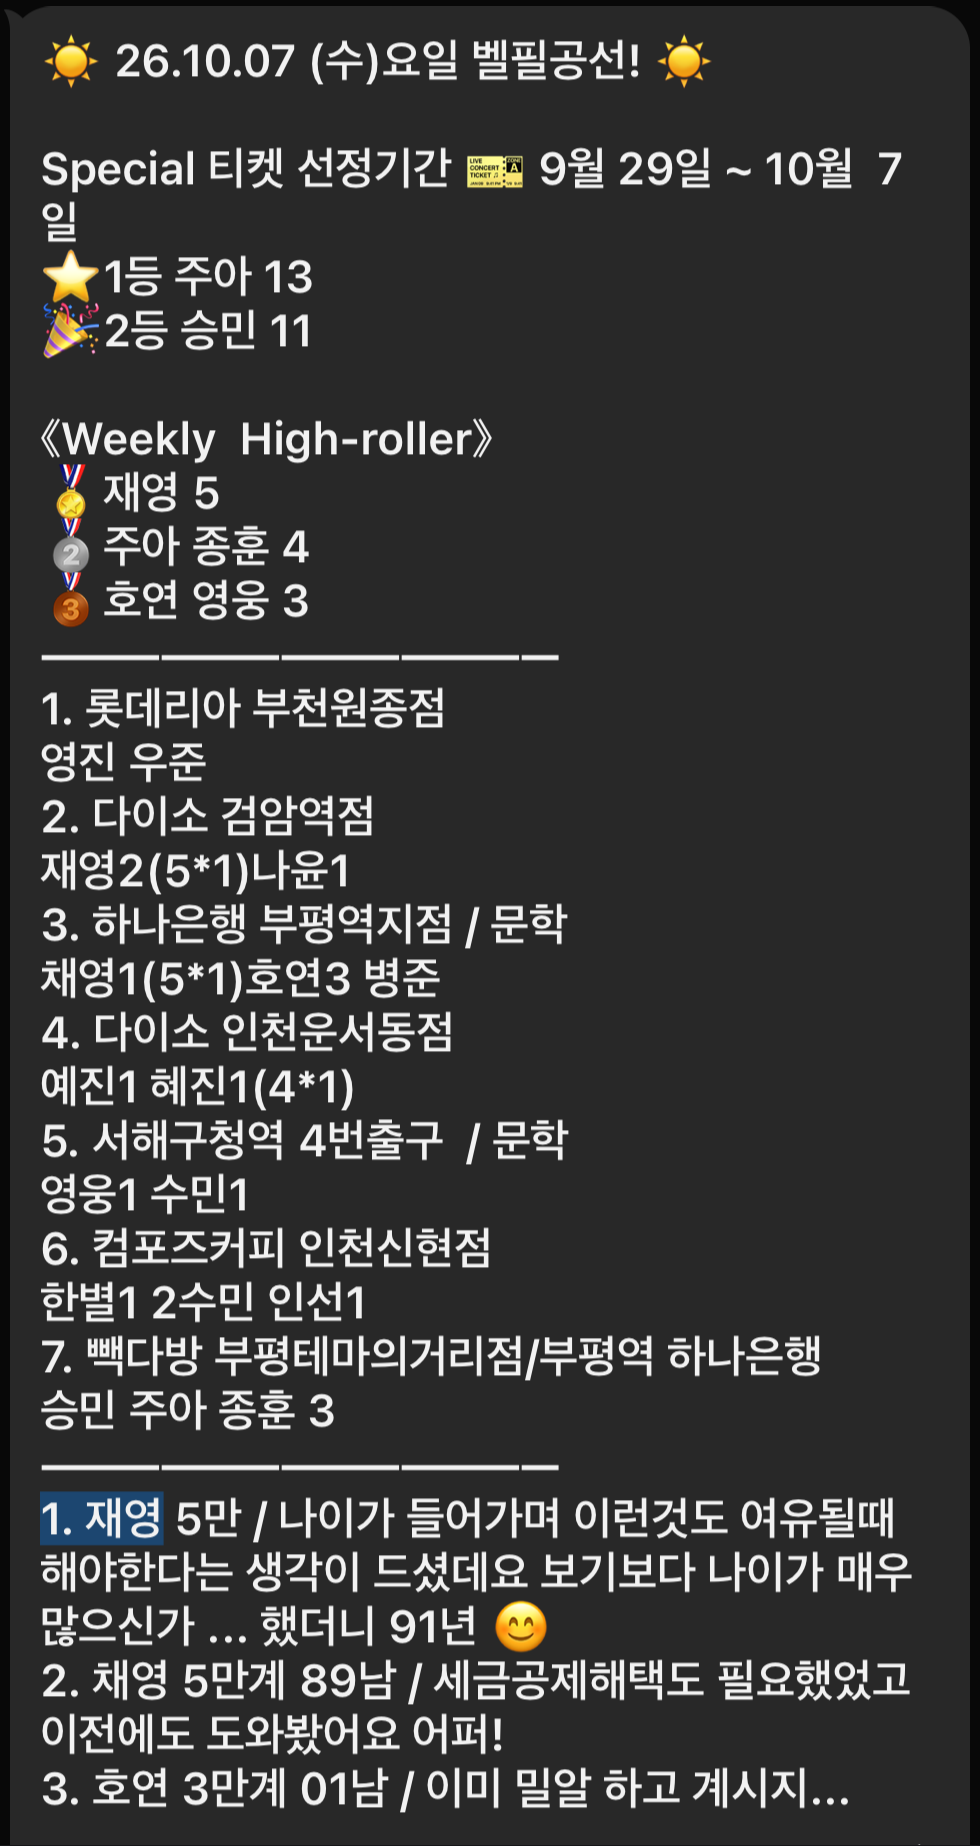 ☀️ 26.10.07 (수)요일 벨필공선! ☀️
Special 티켓 선정기간 🎫 9월 29일 ~ 10월  7
일
⭐1등 주아 13
🎉2등 승민 11
《Weekly  High-roller》
🥇 재영 5
🥈 주아 종훈 4
🥉 호연 영웅 3
1. 롯데리아 부천원종점
영진 우준
2. 다이소 검암역점
재영2(5*1)나윤1
3. 하나은행 부평역지점 / 문학
채영1(5*1)호연3 병준
4. 다이소 인천운서동점
예진1 혜진1(4*1)
5. 서해구청역 4번출구  / 문학
영웅1 수민1
6. 컴포즈커피 인천신현점
한별1 2수민 인선1
7. 빽다방 부평테마의거리점/부평역 하나은행
승민 주아 종훈 3
1. 재영 5만 / 나이가 들어가며 이런것도 여유될때
해야한다는 생각이 드셨데요 보기보다 나이가 매우
많으신가 ... 했더니 91년 😊
2. 채영 5만계 89남 / 세금공제해택도 필요했었고
이전에도 도와봤어요 어퍼!
3. 호연 3만계 01남 / 이미 밀알 하고 계시지...